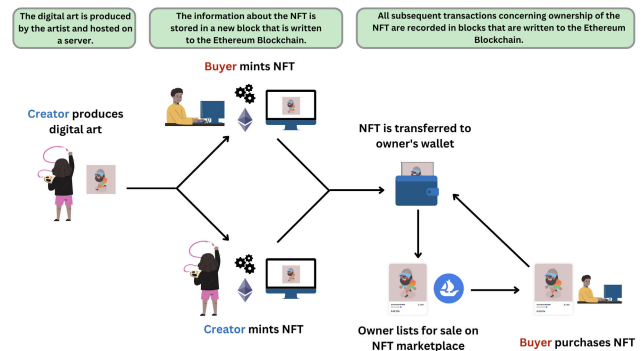 The digital art is produced
by the artist and hosted on
a server.
The information about the NFT is
stored in a new block that is written
to the Ethereum Blockchain.
All subsequent transactions concerning ownership of the
NFT are recorded in blocks that are written to the Ethereum
Blockchain.
Buyer mints NFT
Creator produces
digital art
NFT is transferred to
owner's wallet
Creator mints NFT
Owner lists for sale on
NFT marketplace
Buyer purchases NFT